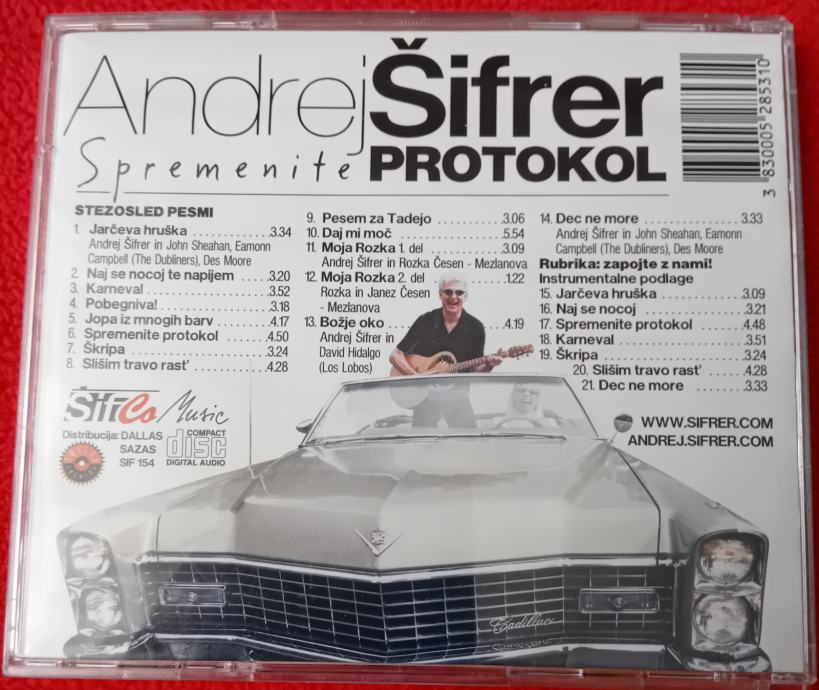 Andrej Šifrer
Spremenite PROTOKOL
3 830005 285310
STEZOSLED PESMI
1. Jarčeva hruška ..........3.34
Andrej Šifrer in John Sheahan, Eamonn
Campbell (The Dubliners), Des Moore
2. Naj se nocoj te napijem ........3.20
3. Karneval ....................3.52
4. Pobegniva! ..................3.18
5. Jopa iz mnogih barv ..........4.17
6. Spremenite protokol ..........4.50
7. Škripa ......................3.24
8. Slišim travo rast' ............4.28
9. Pesem za Tadejo ..........3.06
10. Daj mi moč ................5.54
11. Moja Rozka 1. del ..........3.09
Andrej Šifrer in Rozka Česen - Mezlanova
12. Moja Rozka 2. del ..........1.22
Rozka in Janez Česen
- Mezlanova
13. Božje oko ..................4.19
Andrej Šifrer in
David Hidalgo
(Los Lobos)
14. Dec ne more ................3.33
Andrej Šifrer in John Sheahan, Eamonn
Campbell (The Dubliners), Des Moore
Rubrika: zapojte z nami!
Instrumentalne podlage
15. Jarčeva hruška ............3.09
16. Naj se nocoj ..............3.21
17. Spremenite protokol ......4.48
18. Karneval ..................3.51
19. Škripa ....................3.24
20. Slišim travo rast' ........4.28
21. Dec ne more ........3.33
ŠifCo Music
Distribucija: DALLAS
SAZAS
SIF 154
COMPACT
disc
DIGITAL AUDIO
WWW.SIFRER.COM
ANDREJ.SIFRER.COM
Cadillac